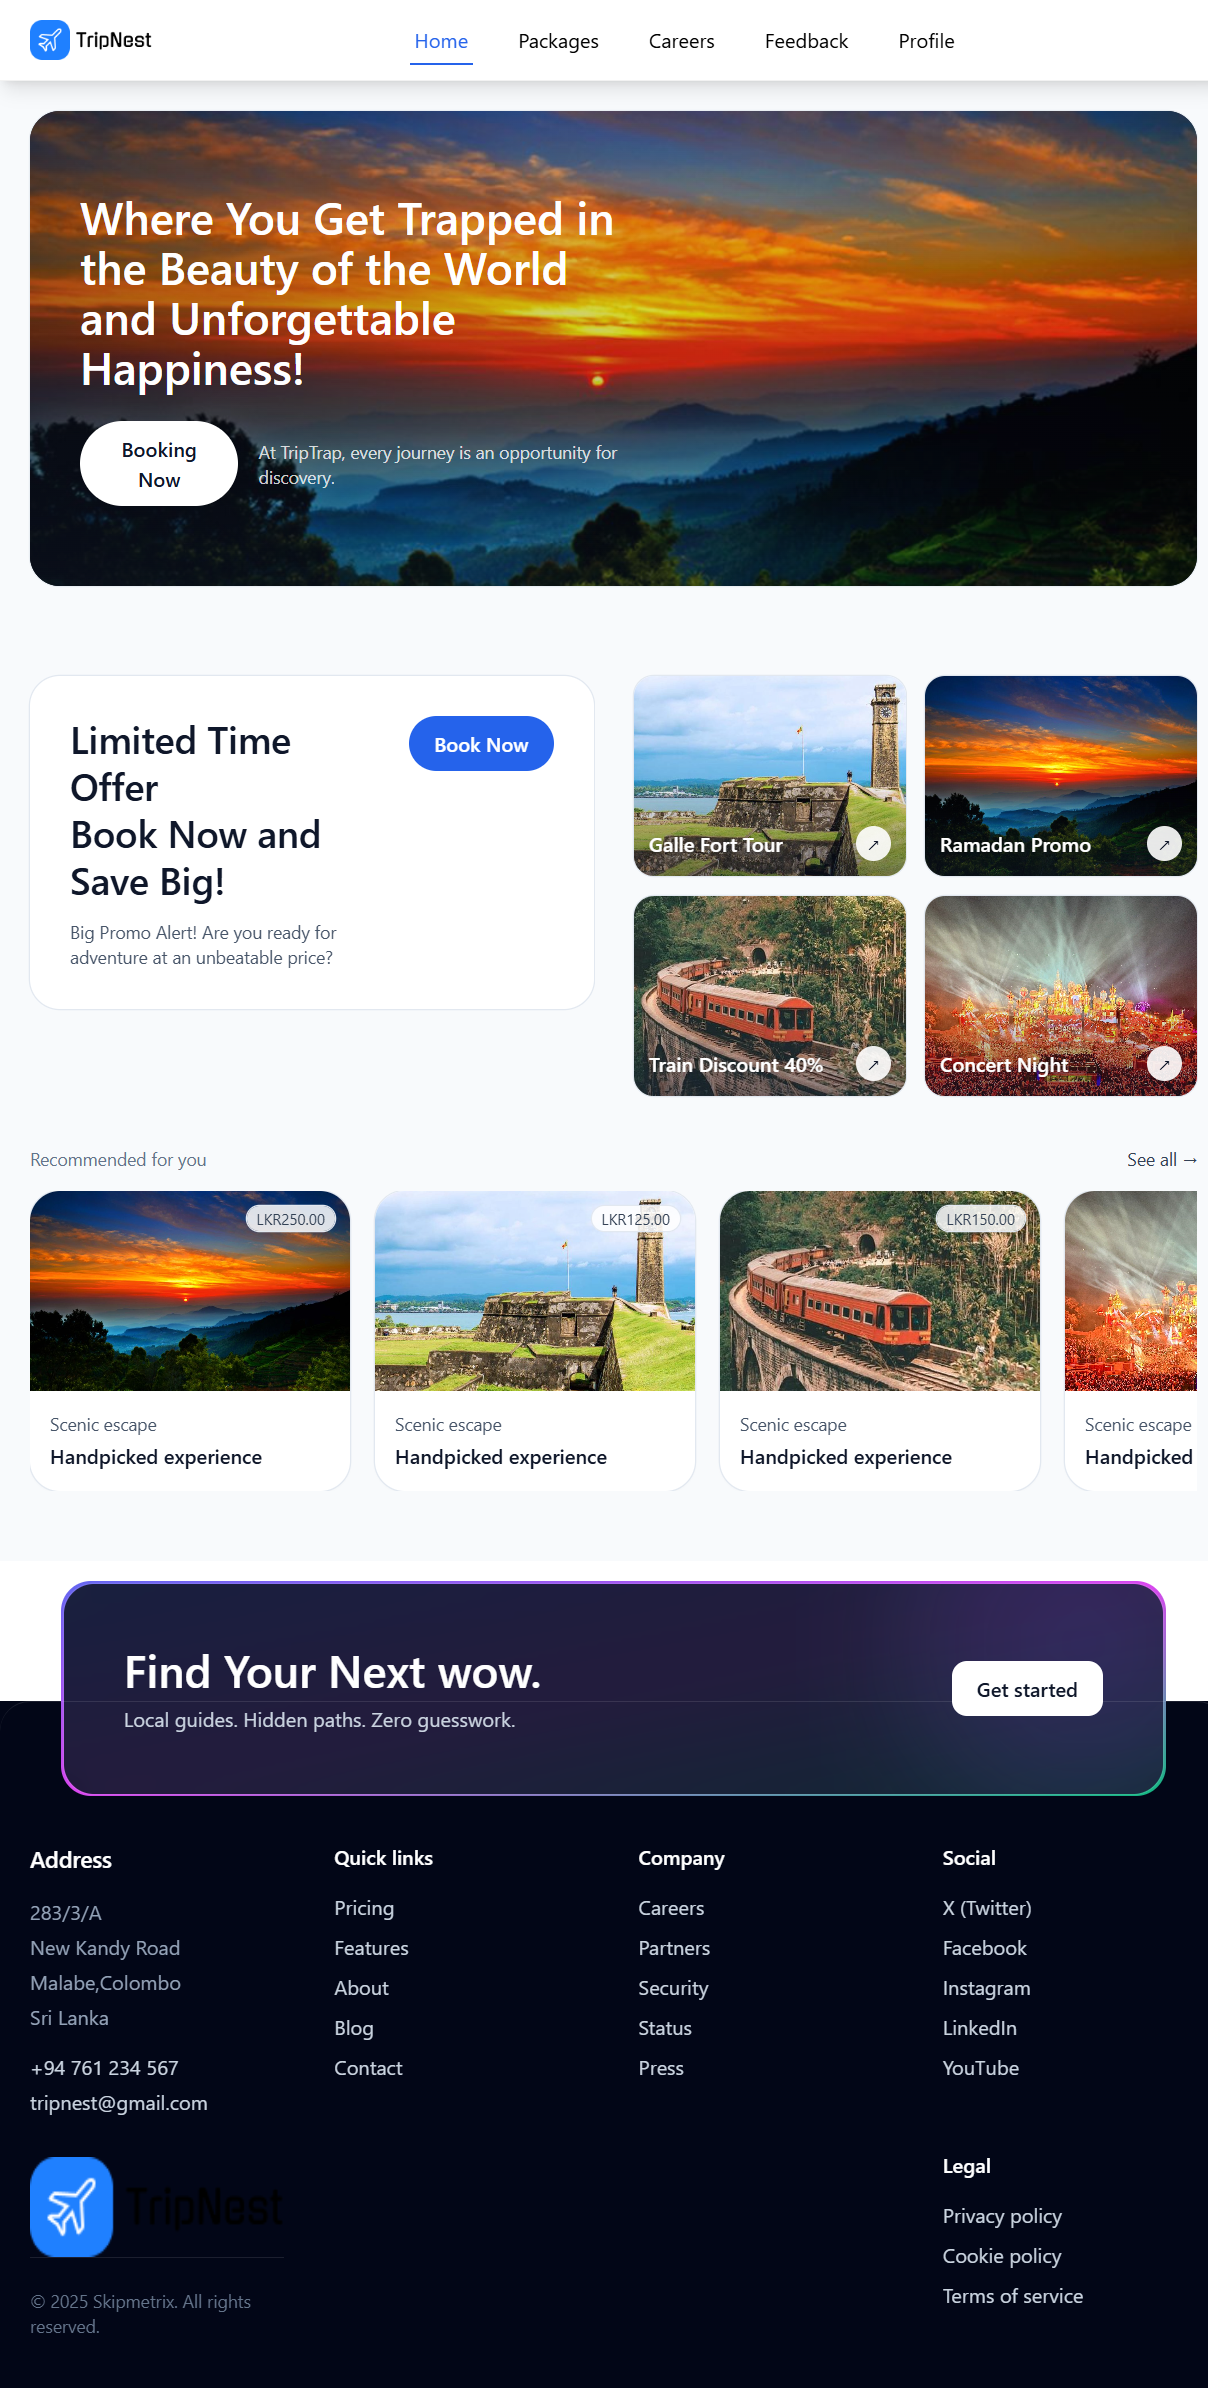 TripNest
Home
Packages
Careers
Feedback
Profile
Where You Get Trapped in
the Beauty of the World
and Unforgettable
Happiness!
Booking
Now
At TripTrap, every journey is an opportunity for
discovery.
Limited Time
Offer
Book Now and
Save Big!
Book Now
Big Promo Alert! Are you ready for
adventure at an unbeatable price?
Galle Fort Tour
↗
Ramadan Promo
↗
Train Discount 40%
↗
Concert Night
↗
Recommended for you
See all →
LKR250.00
Scenic escape
Handpicked experience
LKR125.00
Scenic escape
Handpicked experience
LKR150.00
Scenic escape
Handpicked experience
Scenic escape
Handpicked
Find Your Next wow.
Local guides. Hidden paths. Zero guesswork.
Get started
Address
283/3/A
New Kandy Road
Malabe,Colombo
Sri Lanka
+94 761 234 567
tripnest@gmail.com
Quick links
Pricing
Features
About
Blog
Contact
Company
Careers
Partners
Security
Status
Press
Social
X (Twitter)
Facebook
Instagram
LinkedIn
YouTube
TripNest
© 2025 Skipmetrix. All rights
reserved.
Legal
Privacy policy
Cookie policy
Terms of service